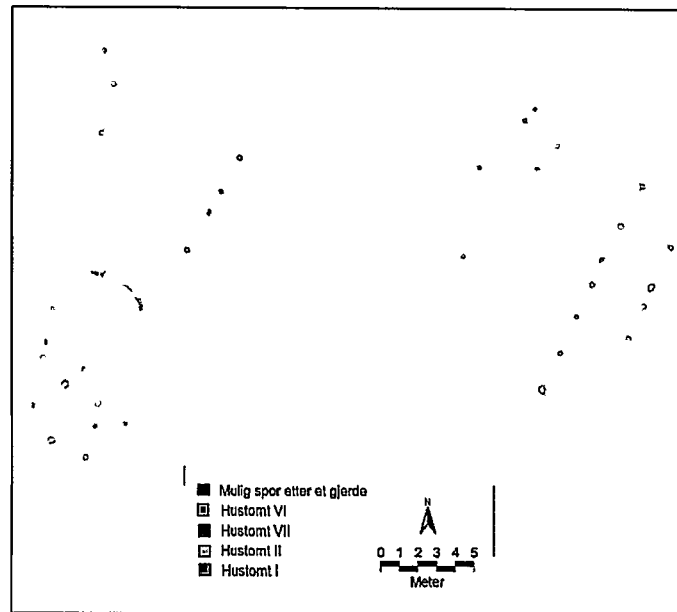 Mulig spor etter et gjerde
Hustomt VI
Hustomt VII
Hustomt II
Hustomt I
N
0 1 2 3 4 5
Meter